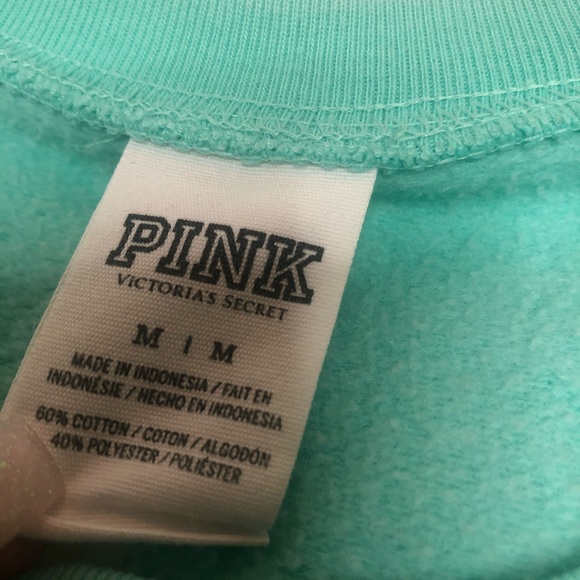 PINK
VICTORIA'S SECRET
M | M
MADE IN INDONESIA / FAIT EN
INDONÉSIE / HECHO EN INDONESIA
60% COTTON / COTON / ALGODÓN
40% POLYESTER / POLIÉSTER